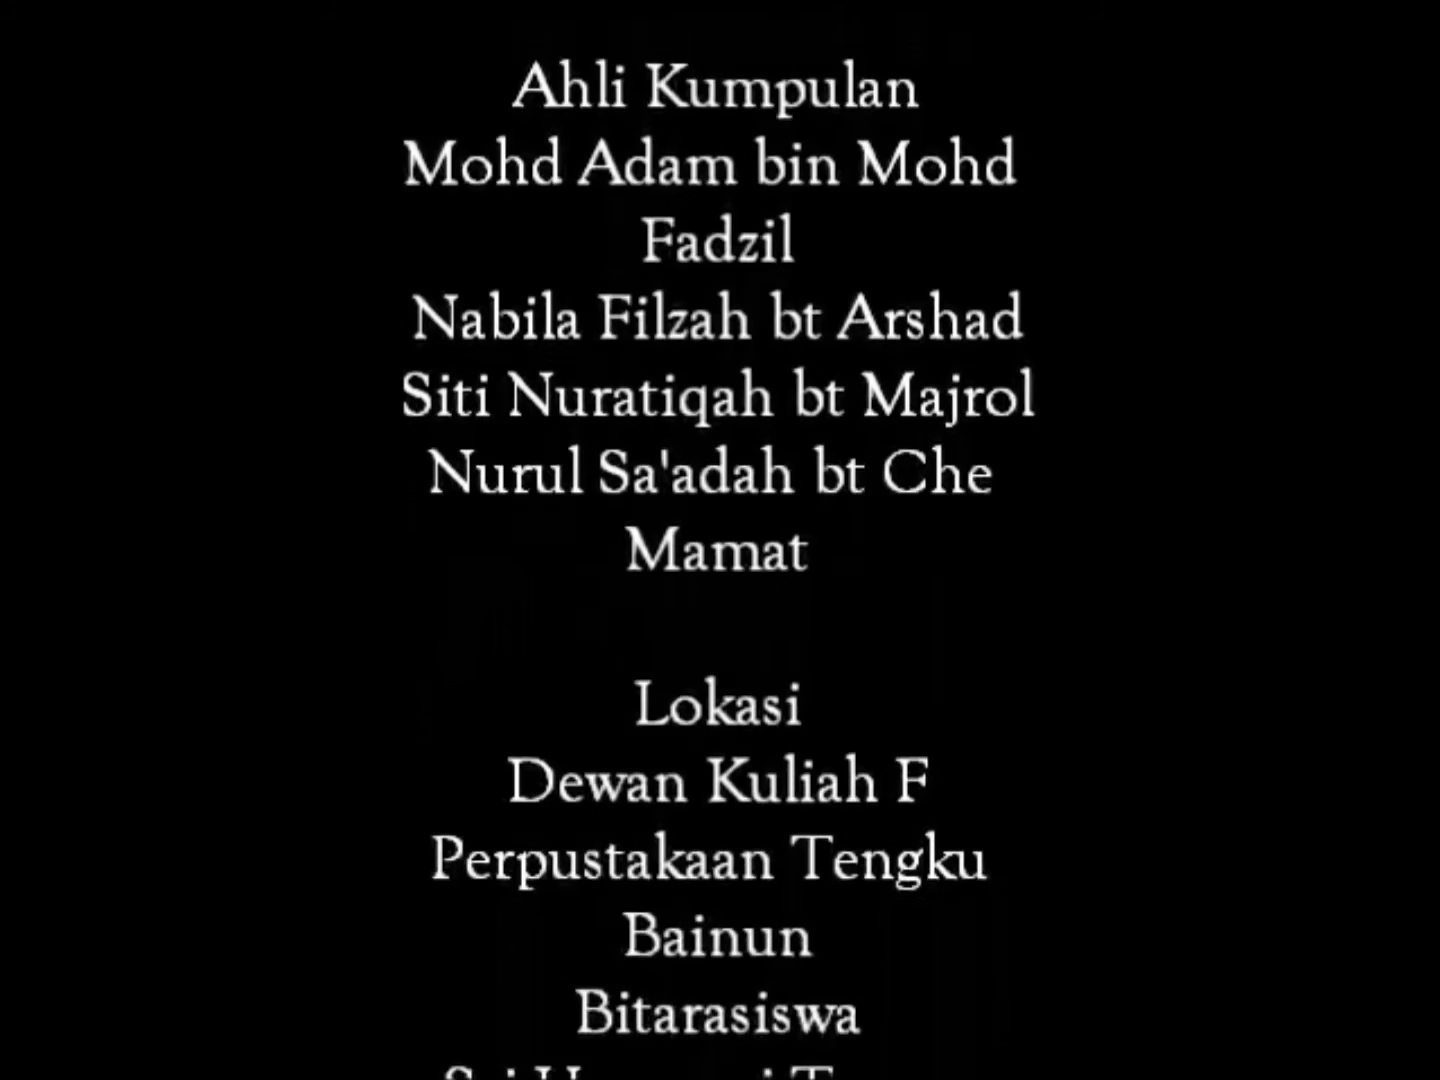 Ahli Kumpulan
Mohd Adam bin Mohd
Fadzil
Nabila Filzah bt Arshad
Siti Nuratiqah bt Majrol
Nurul Sa'adah bt Che
Mamat
Lokasi
Dewan Kuliah F
Perpustakaan Tengku
Bainun
Bitarasiswa